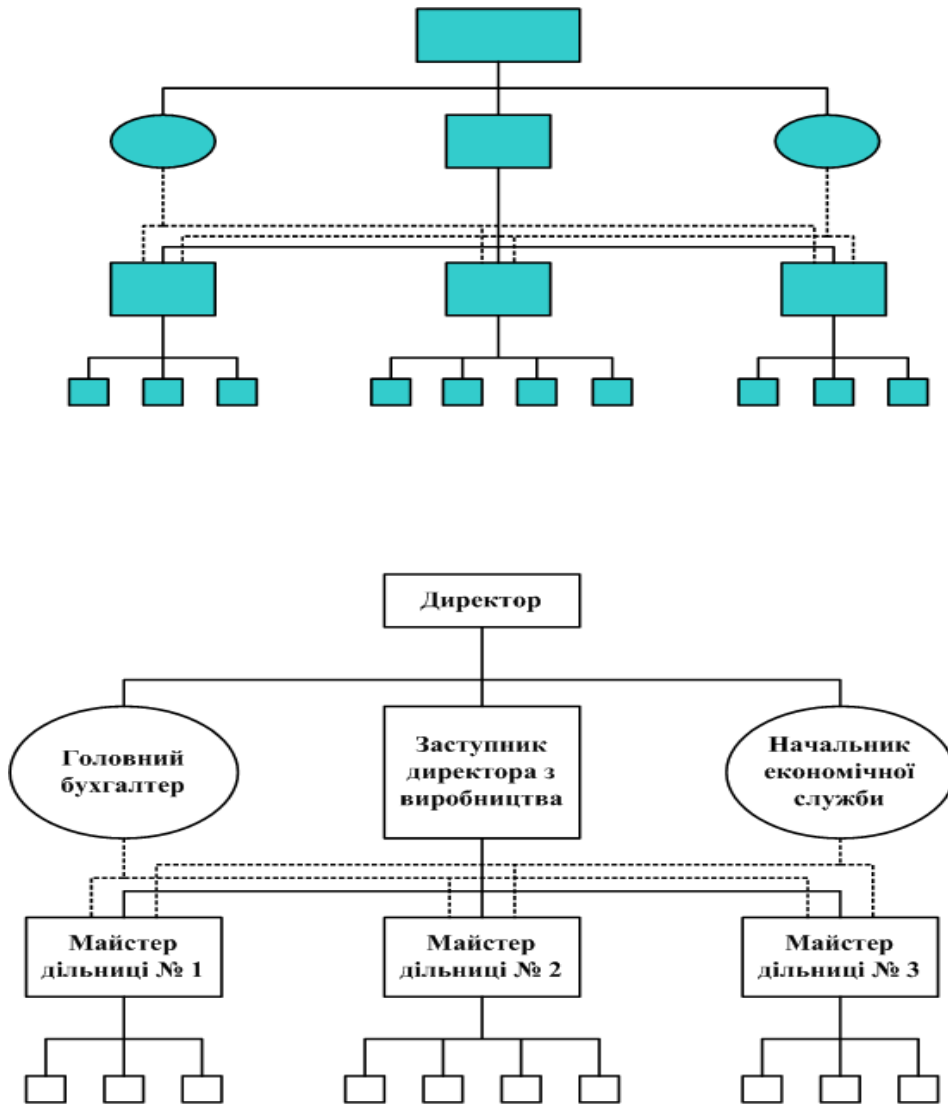 Директор
Головний
бухгалтер
Заступник
директора з
виробництва
Начальник
економічної
служби
Майстер
дільниці № 1
Майстер
дільниці № 2
Майстер
дільниці № 3